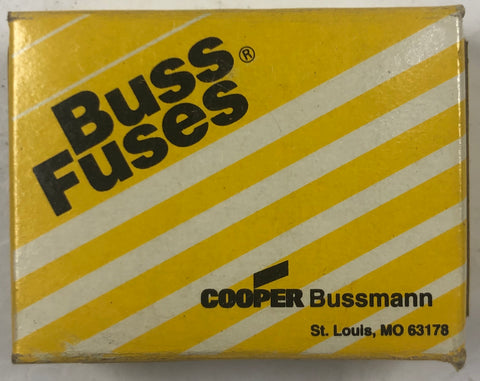 Buss®
Fuses
COOPER Bussmann
St. Louis, MO 63178